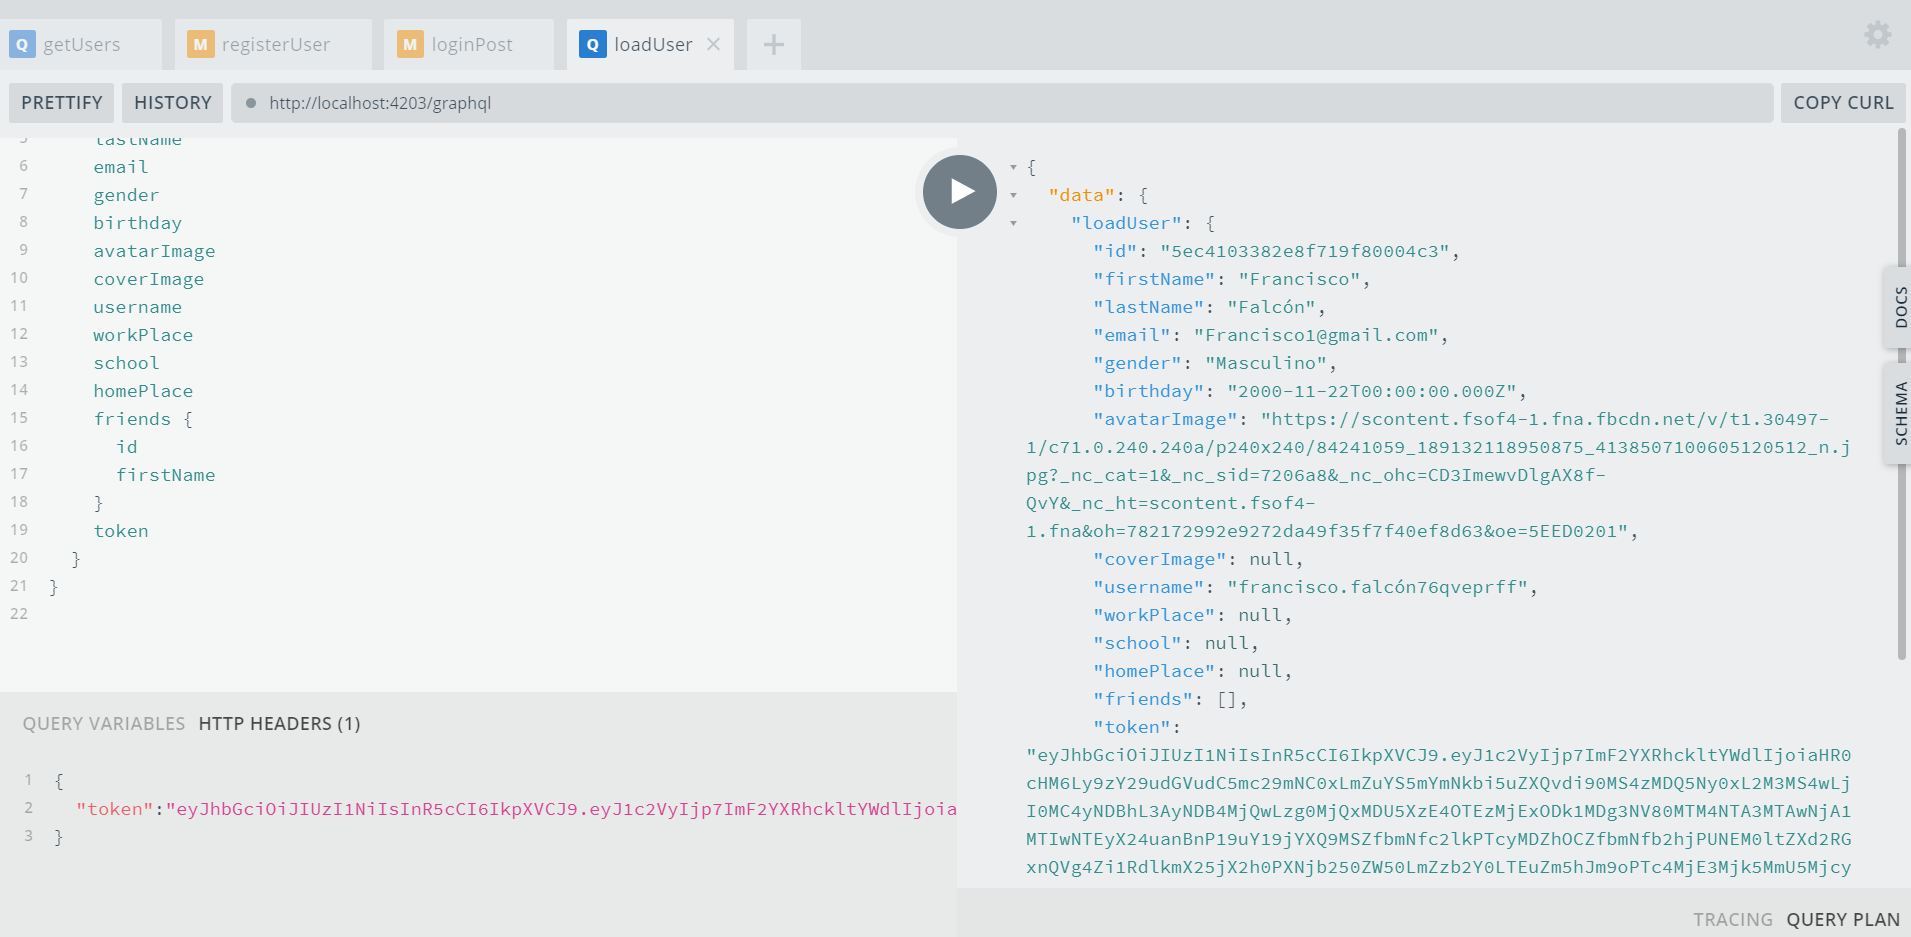 Q getUsers
M registerUser
M loginPost
Q loadUser
PRETTIFY
HISTORY
http://localhost:4203/graphql
COPY CURL
5 lastName
6 email
7 gender
8 birthday
9 avatarImage
10 coverImage
11 username
12 workPlace
13 school
14 homePlace
15 friends {
16 id
17 firstName
18 }
19 token
20 }
21 }
22
QUERY VARIABLES HTTP HEADERS (1)
1 {
2 "token":"eyJhbGciOiJIUzI1NiIsInR5cCI6IkpXVCJ9.eyJ1c2VyIjp7ImF2YXRhckltYWdlIjoia
3 }
{
"data": {
"loadUser": {
"id": "5ec4103382e8f719f80004c3",
"firstName": "Francisco",
"lastName": "Falcón",
"email": "Francisco1@gmail.com",
"gender": "Masculino",
"birthday": "2000-11-22T00:00:00.000Z",
"avatarImage": "https://scontent.fsof4-1.fna.fbcdn.net/v/t1.30497-
1/c71.0.240.240a/p240x240/84241059_189132118950875_4138507100605120512_n.j
pg?_nc_cat=1&_nc_sid=7206a8&_nc_ohc=CD3ImewvDlgAX8f-
QvY&_nc_ht=scontent.fsof4-
1.fna&oh=782172992e9272da49f35f7f40ef8d63&oe=5EED0201",
"coverImage": null,
"username": "francisco.falcón76qveprff",
"workPlace": null,
"school": null,
"homePlace": null,
"friends": [],
"token":
"eyJhbGciOiJIUzI1NiIsInR5cCI6IkpXVCJ9.eyJ1c2VyIjp7ImF2YXRhckltYWdlIjoiaHR0
cHM6Ly9zY29udGVudC5mc29mNC0xLmZuYS5mYmNkbi5uZXQvdi90MS4zMDQ5Ny0xL2M3MS4wLj
I0MC4yNDBhL3AyNDB4MjQwLzg0MjQxMDU5XzE4OTEzMjExODk1MDg3NV80MTM4NTA3MTAwNjA1
MTIwNTEyX24uanBnP19uY19jYXQ9MSZfbmNfc2lkPTcyMDZhOCZfbmNfb2hjPUNEM0ltZXd2RG
xnQVg4Zi1RdlkmX25jX2h0PXNjb250ZW50LmZzb2Y0LTEuZm5hJm9oPTc4MjE3Mjk5MmU5Mjcy
DOCS
SCHEMA
TRACING QUERY PLAN